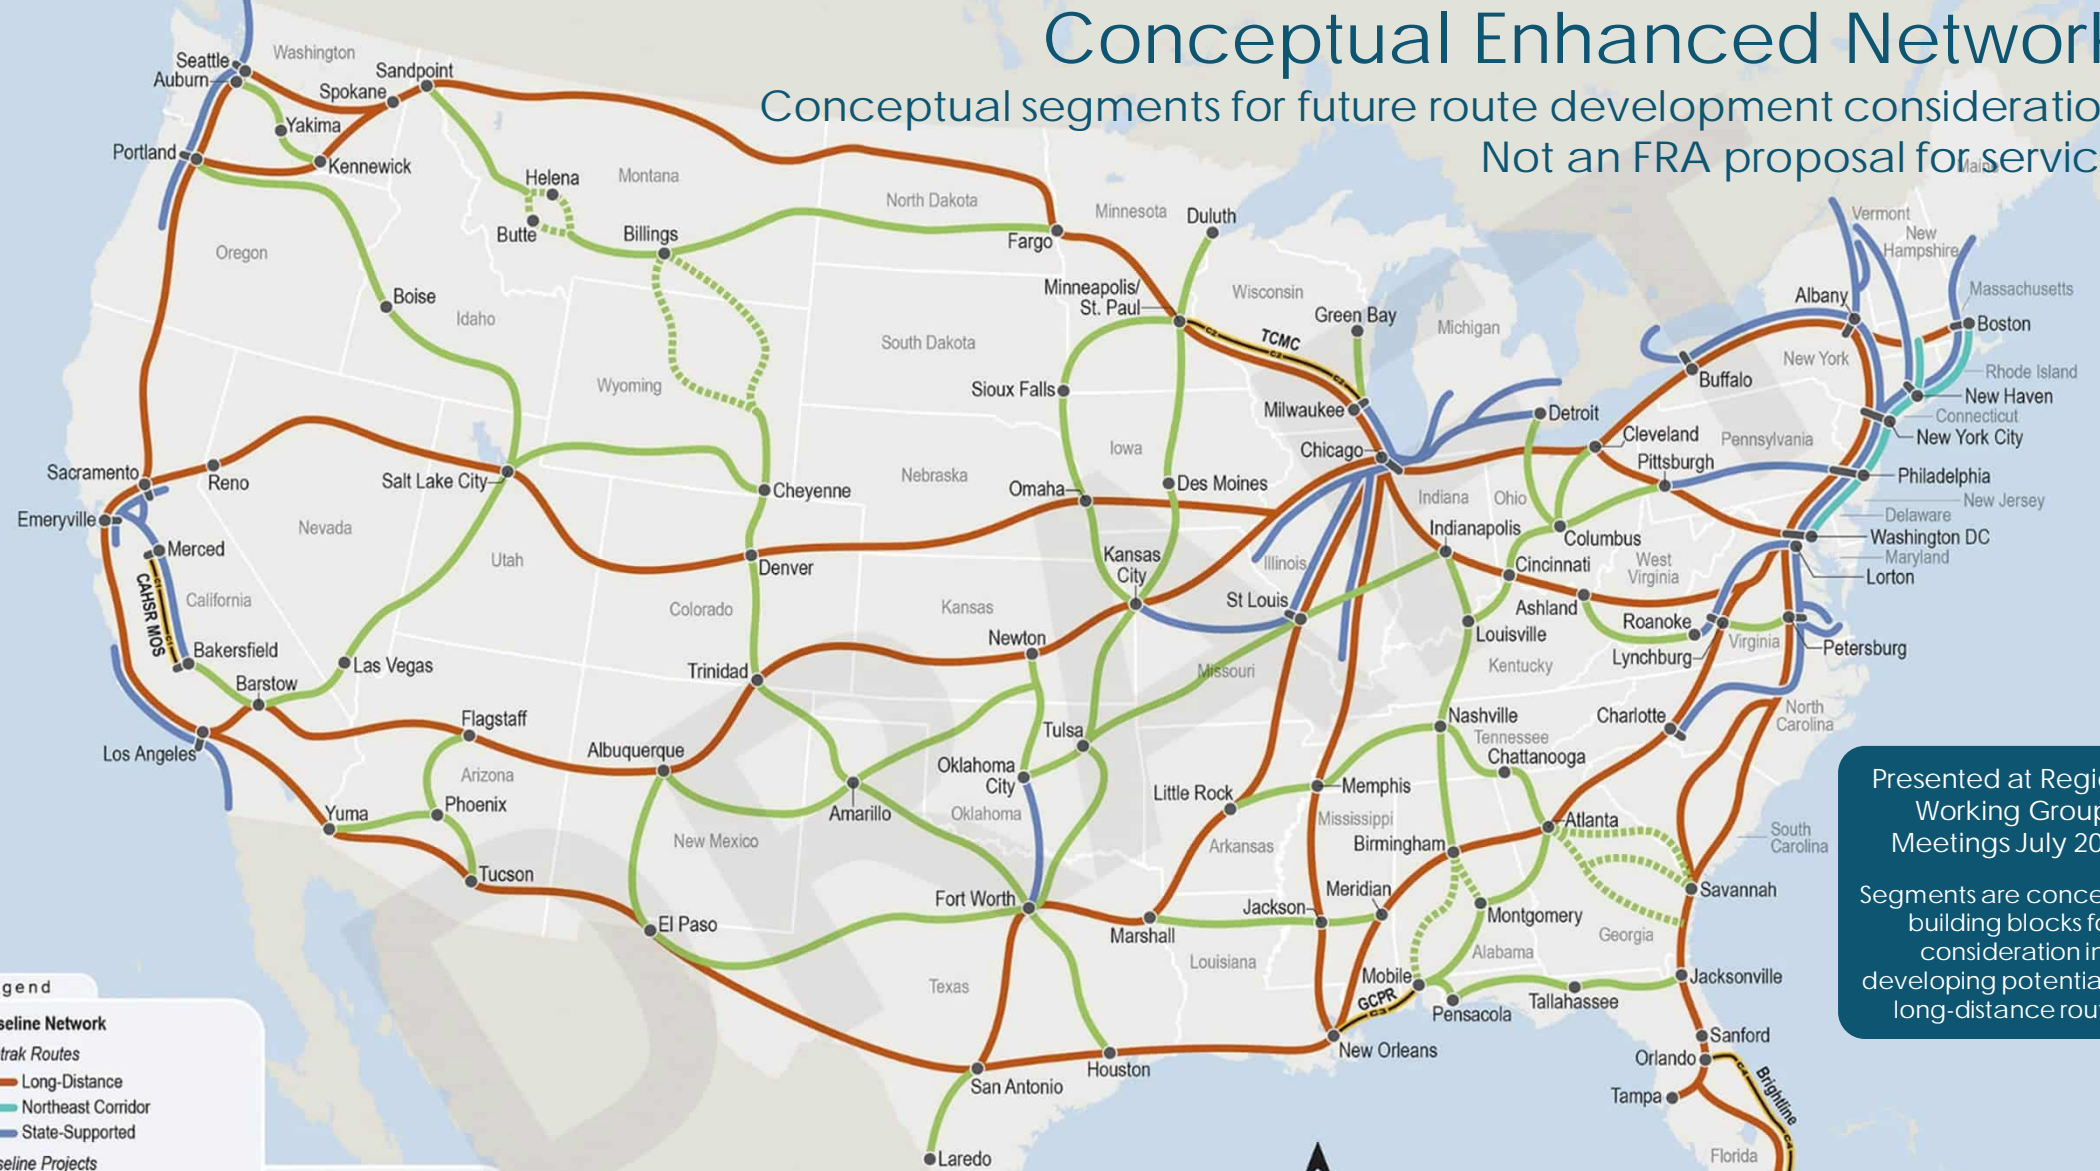 Conceptual Enhanced Network
Conceptual segments for future route development consideratio
Not an FRA proposal for servic
Seattle
Auburn
Washington
Sandpoint
Spokane
Yakima
Portland
Kennewick
Helena
Montana
Butte
Billings
North Dakota
Fargo
Minnesota
Duluth
Maine
Vermont
New
Hampshire
Oregon
Boise
Idaho
Minneapolis/
St. Paul
Wisconsin
TCMC
Green Bay
Michigan
Albany
Massachusetts
Boston
South Dakota
Wyoming
Sioux Falls
New York
Rhode Island
Buffalo
New Haven
Connecticut
Milwaukee
Detroit
Cleveland
Pennsylvania
New York City
Iowa
Chicago
Pittsburgh
Philadelphia
Sacramento
Reno
Salt Lake City
Cheyenne
Nebraska
Omaha
Des Moines
Indiana
Ohio
New Jersey
Delaware
Emeryville
Nevada
Indianapolis
Columbus
Washington DC
Maryland
Merced
Utah
Denver
Kansas
City
Illinois
Cincinnati
West
Virginia
Lorton
CAHSR MOS
California
Colorado
Kansas
St Louis
Ashland
Roanoke
Louisville
Lynchburg
Virginia
Petersburg
Bakersfield
Las Vegas
Newton
Trinidad
Missouri
Kentucky
Barstow
Flagstaff
Nashville
Tennessee
Charlotte
North
Carolina
Los Angeles
Albuquerque
Tulsa
Chattanooga
Arizona
Oklahoma
City
Little Rock
Memphis
Phoenix
Yuma
Amarillo
Oklahoma
Mississippi
Atlanta
South
Carolina
New Mexico
Arkansas
Birmingham
Tucson
Fort Worth
Meridian
Savannah
Jackson
El Paso
Marshall
Montgomery
Georgia
Alabama
Louisiana
Texas
Mobile
Jacksonville
GCPR
Pensacola
Tallahassee
New Orleans
Sanford
Orlando
Houston
San Antonio
Tampa
Brightline
Laredo
Florida
Presented at Regi
Working Group
Meetings July 20
Segments are conce
building blocks fo
consideration in
developing potentia
long-distance rou
gend
seline Network
trak Routes
Long-Distance
Northeast Corridor
State-Supported
seline Projects
DRAFT